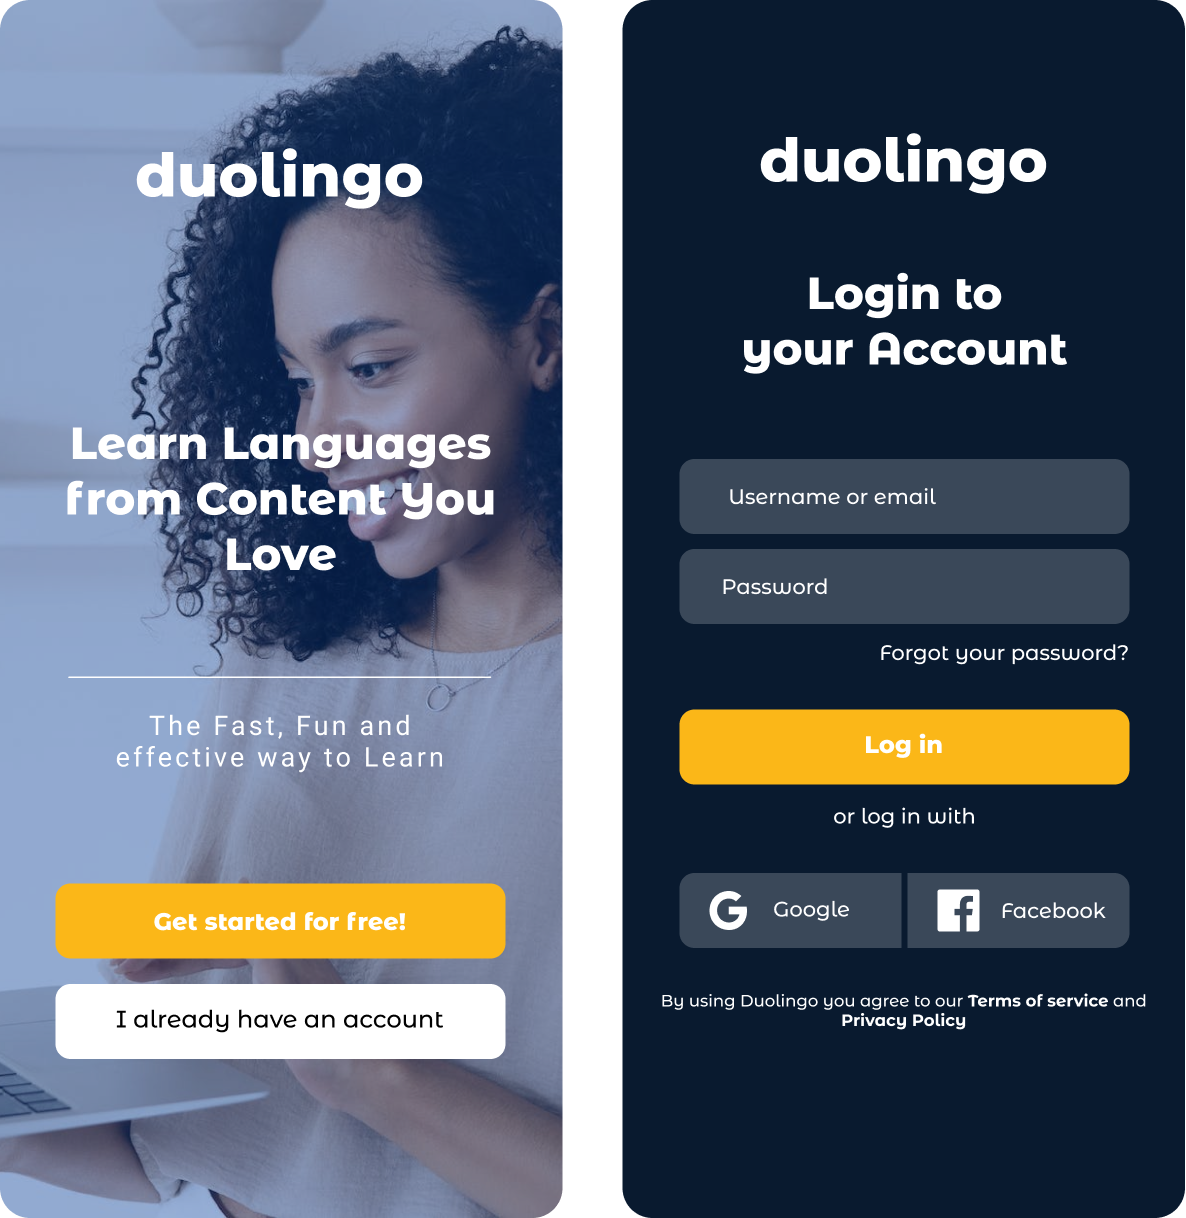 duolingo
Learn Languages
from Content You
Love
The Fast, Fun and
effective way to Learn
Get started for free!
I already have an account
duolingo
Login to
your Account
Username or email
Password
Forgot your password?
Log in
or log in with
Google
Facebook
By using Duolingo you agree to our Terms of service and
Privacy Policy